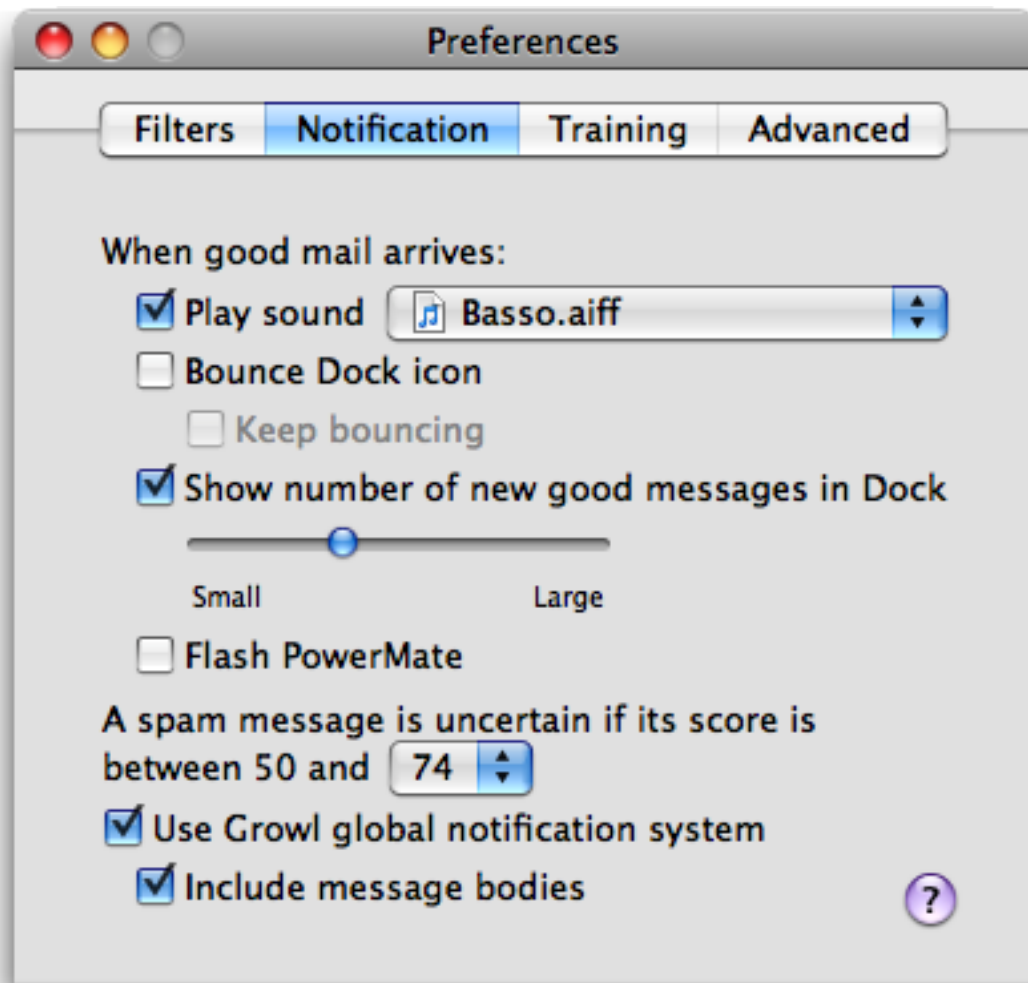 Preferences
Filters Notification Training Advanced
When good mail arrives:
Play sound Basso.aiff
Bounce Dock icon
Keep bouncing
Show number of new good messages in Dock
Small Large
Flash PowerMate
A spam message is uncertain if its score is
between 50 and 74
Use Growl global notification system
Include message bodies
?